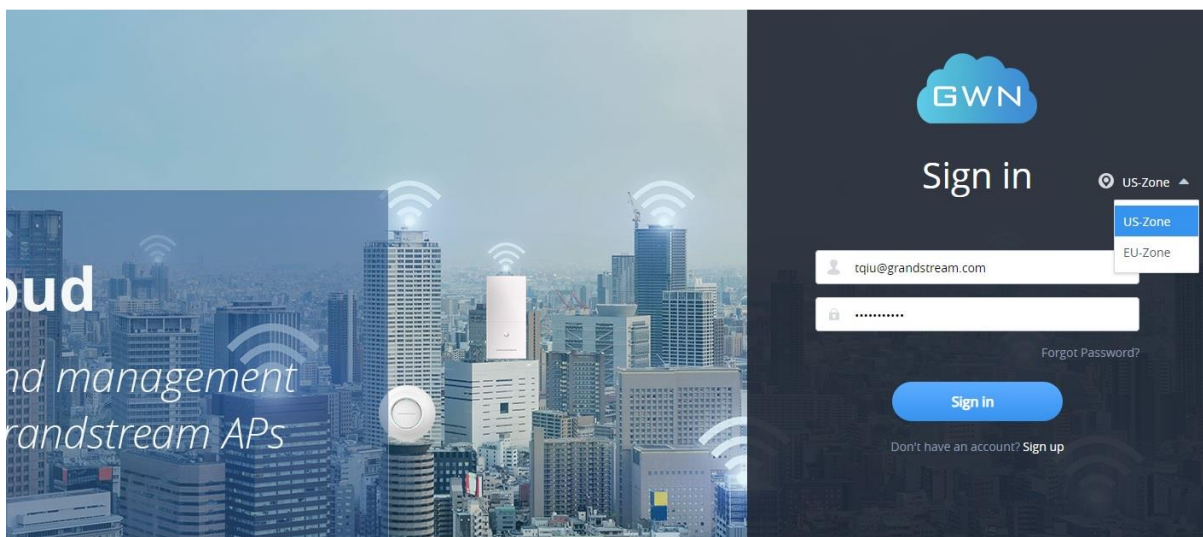 oud
nd management
randstream APs
GWN
Sign in
US-Zone
US-Zone
EU-Zone
tqiu@grandstream.com
•••••••••••
Forgot Password?
Sign in
Don't have an account? Sign up